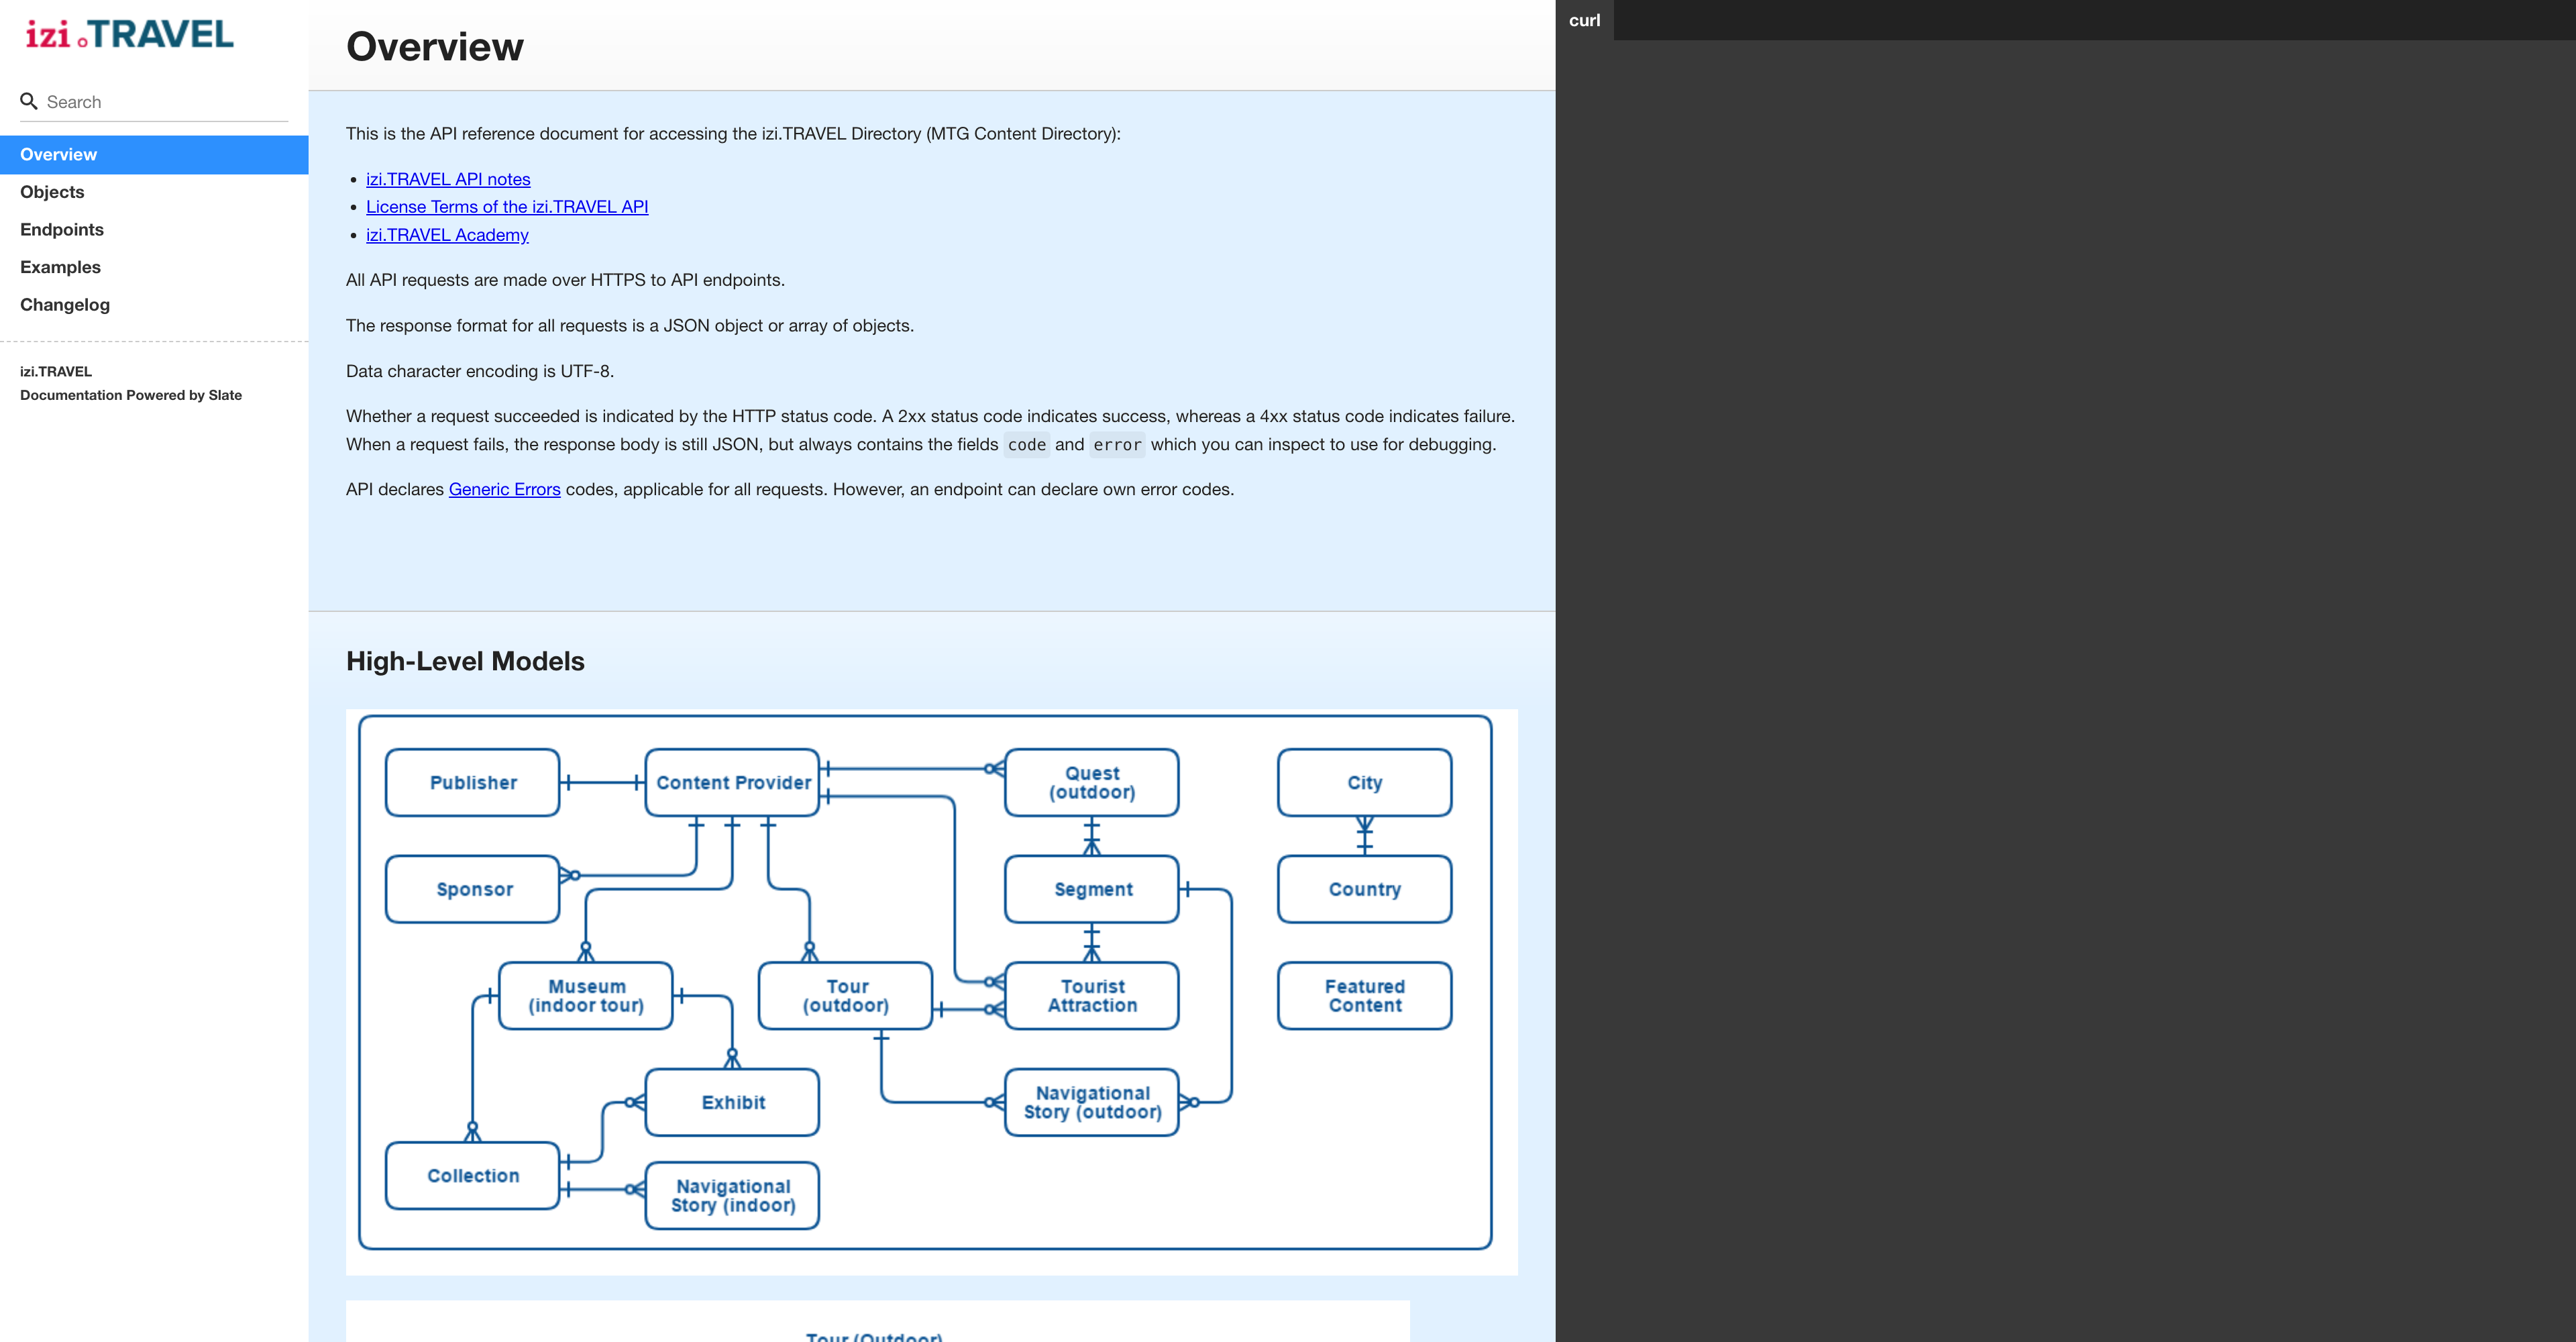 izi.TRAVEL
Search
Overview
Objects
Endpoints
Examples
Changelog
izi.TRAVEL
Documentation Powered by Slate
Overview
This is the API reference document for accessing the izi.TRAVEL Directory (MTG Content Directory):
izi.TRAVEL API notes
License Terms of the izi.TRAVEL API
izi.TRAVEL Academy
All API requests are made over HTTPS to API endpoints.
The response format for all requests is a JSON object or array of objects.
Data character encoding is UTF-8.
Whether a request succeeded is indicated by the HTTP status code. A 2xx status code indicates success, whereas a 4xx status code indicates failure.
When a request fails, the response body is still JSON, but always contains the fields code and error which you can inspect to use for debugging.
API declares Generic Errors codes, applicable for all requests. However, an endpoint can declare own error codes.
High-Level Models
Publisher
Content Provider
Quest
(outdoor)
City
Sponsor
Segment
Country
Museum
(indoor tour)
Tour
(outdoor)
Tourist
Attraction
Featured
Content
Exhibit
Navigational
Story (outdoor)
Collection
Navigational
Story (indoor)
Tour (Outdoor)
curl